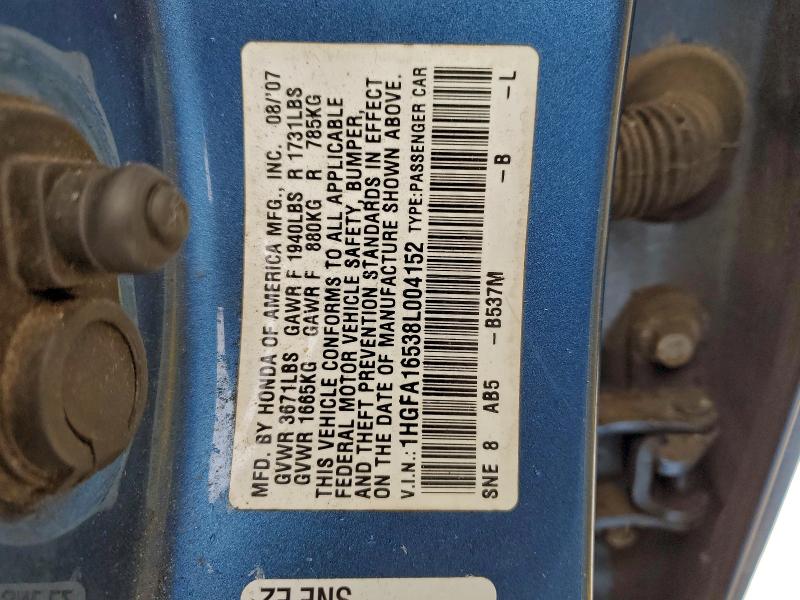 MFD. BY HONDA OF AMERICA MFG., INC. 08/'07
GVWR 3671LBS GAWR F 1940LBS R 1731LBS
GVWR 1665KG GAWR F 880KG R 785KG
THIS VEHICLE CONFORMS TO ALL APPLICABLE
FEDERAL MOTOR VEHICLE SAFETY, BUMPER,
AND THEFT PREVENTION STANDARDS IN EFFECT
ON THE DATE OF MANUFACTURE SHOWN ABOVE.
V.I.N.: 1HGFA16538L004152 TYPE:PASSENGER CAR
SNE 8 AB5 -B537M -B -L